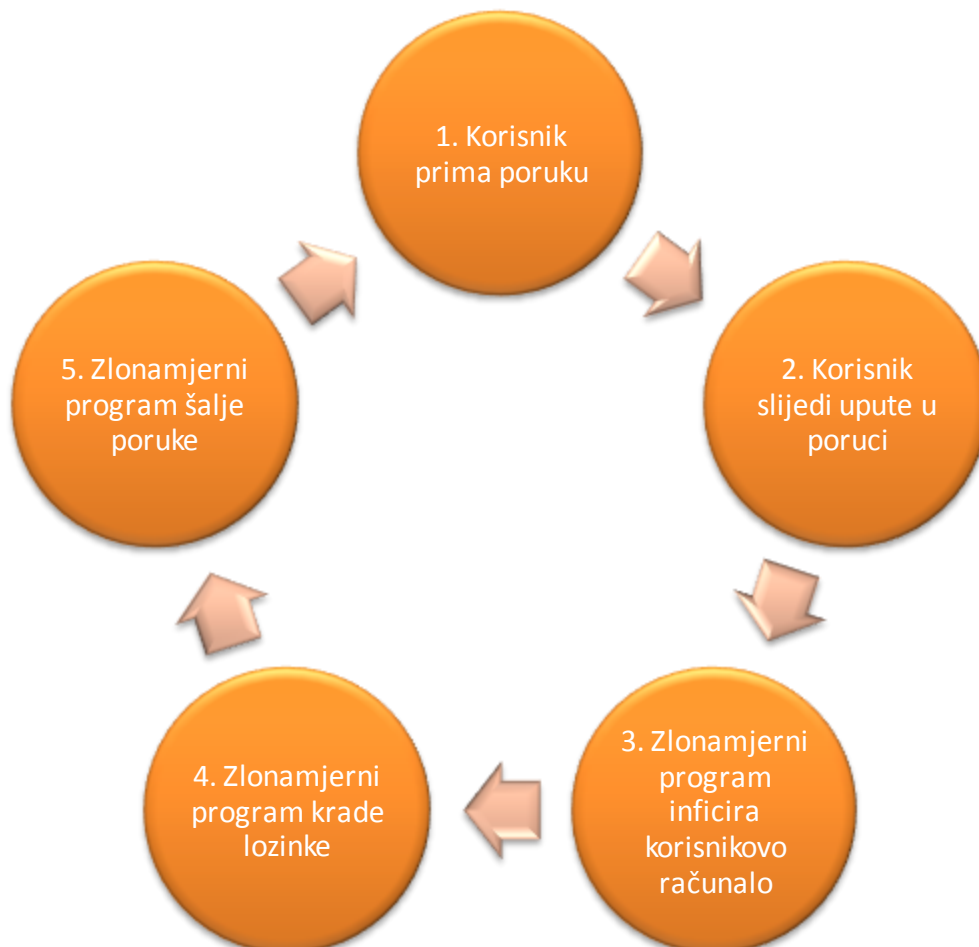 1. Korisnik
prima poruku
2. Korisnik
slijedi upute u
poruci
3. Zlonamjerni
program
inficira
korisnikovo
računalo
4. Zlonamjerni
program krade
lozinke
5. Zlonamjerni
program šalje
poruke